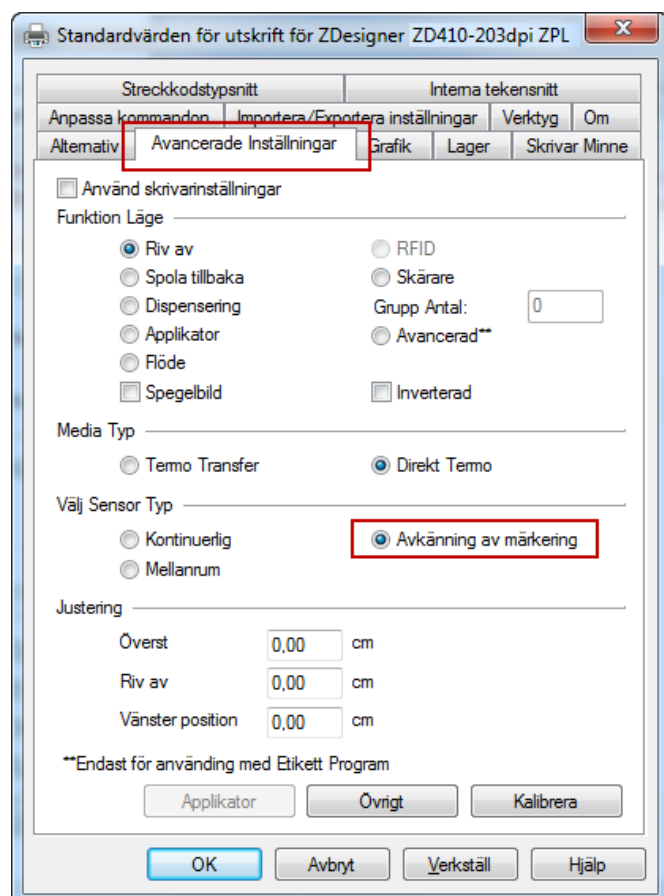 Standardvärden för utskrift för ZDesigner ZD410-203dpi ZPL
Streckkodstypsnitt Interna tekensnitt
Anpassa kommandon Importera/Exportera inställningar Verktyg Om
Alternativ Avancerade Inställningar Grafik Lager Skrivar Minne
Använd skrivarinställningar
Funktion Läge
Riv av RFID
Spola tillbaka Skärare
Dispensering Grupp Antal: 0
Applikator Avancerad**
Flöde
Spegelbild Inverterad
Media Typ
Termo Transfer Direkt Termo
Välj Sensor Typ
Kontinuerlig Avkänning av märkering
Mellanrum
Justering
Överst 0,00 cm
Riv av 0,00 cm
Vänster position 0,00 cm
**Endast för använding med Etikett Program
Applikator Övrigt Kalibrera
OK Avbryt Verkställ Hjälp